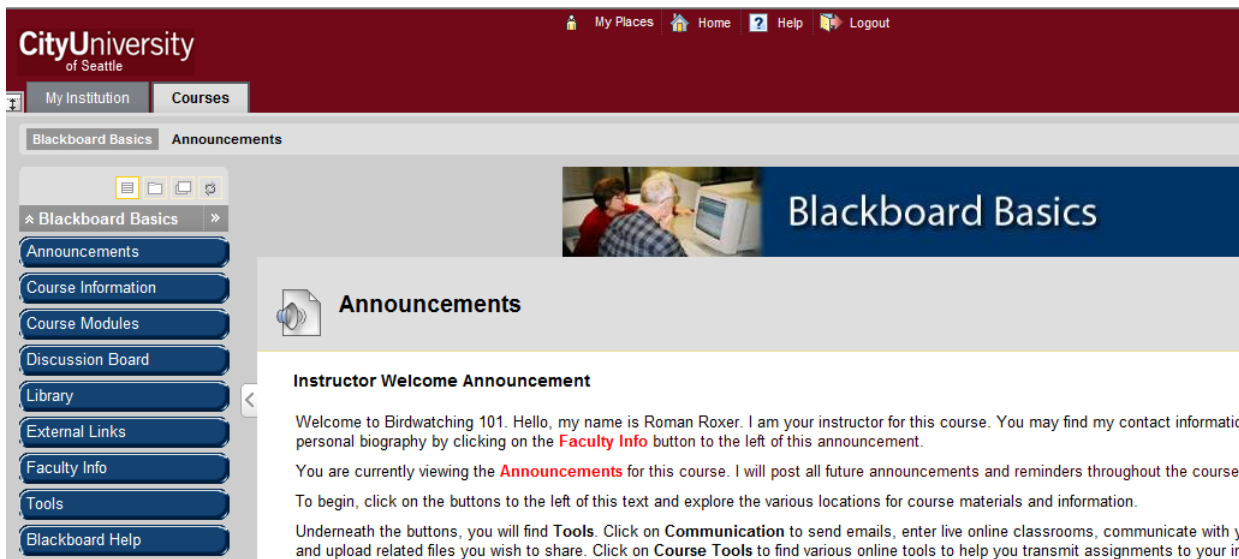 My Places Home ? Help Logout
CityUniversity
of Seattle
My Institution Courses
Blackboard Basics Announcements
Blackboard Basics
Blackboard Basics
Announcements
Course Information
Course Modules
Discussion Board
Library
External Links
Faculty Info
Tools
Blackboard Help
Announcements
Instructor Welcome Announcement
Welcome to Birdwatching 101. Hello, my name is Roman Roxer. I am your instructor for this course. You may find my contact informatio
personal biography by clicking on the Faculty Info button to the left of this announcement.
You are currently viewing the Announcements for this course. I will post all future announcements and reminders throughout the course
To begin, click on the buttons to the left of this text and explore the various locations for course materials and information.
Underneath the buttons, you will find Tools. Click on Communication to send emails, enter live online classrooms, communicate with y
and upload related files you wish to share. Click on Course Tools to find various online tools to help you transmit assignments to your